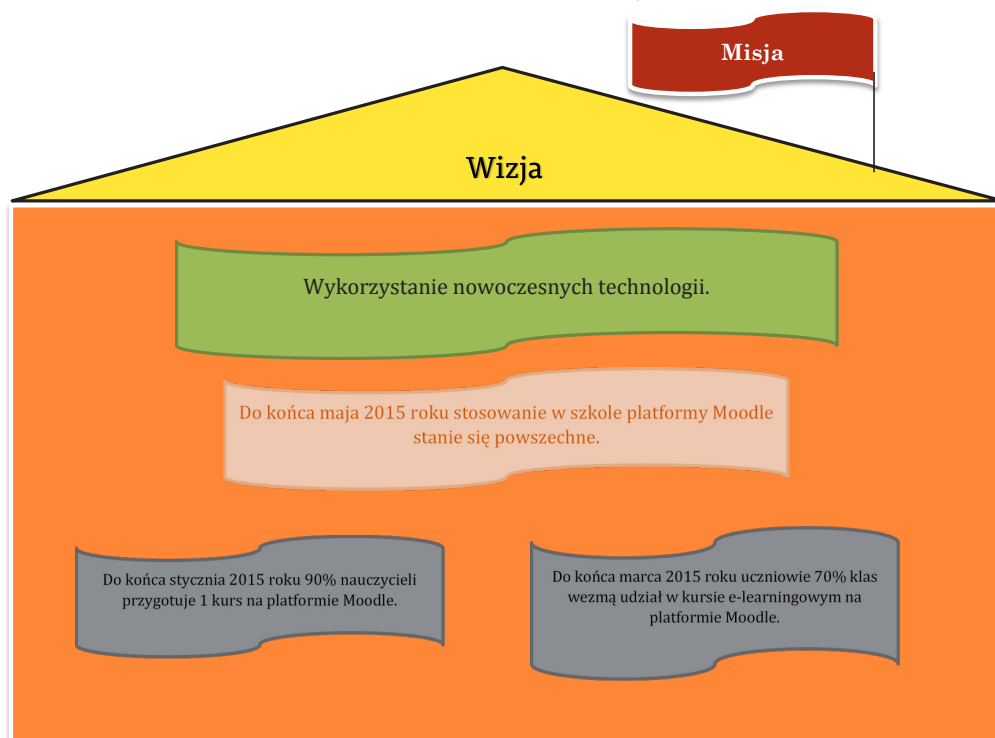 Misja
Wizja
Wykorzystanie nowoczesnych technologii.
Do końca maja 2015 roku stosowanie w szkole platformy Moodle
stanie się powszechne.
Do końca stycznia 2015 roku 90% nauczycieli
przygotuje 1 kurs na platformie Moodle.
Do końca marca 2015 roku uczniowie 70% klas
wezmą udział w kursie e-learningowym na
platformie Moodle.